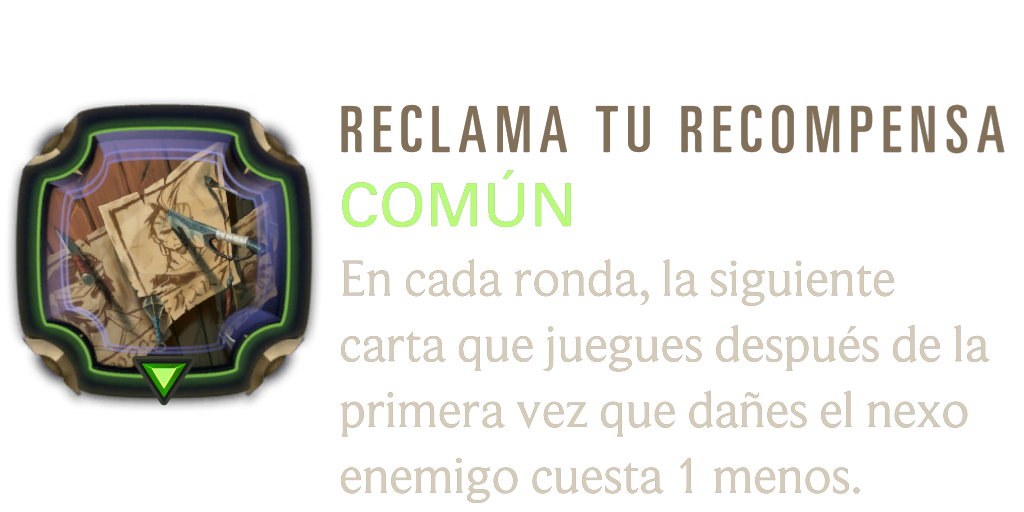 RECLAMA TU RECOMPENSA
COMÚN
En cada ronda, la siguiente
carta que juegues después de la
primera vez que dañes el nexo
enemigo cuesta 1 menos.